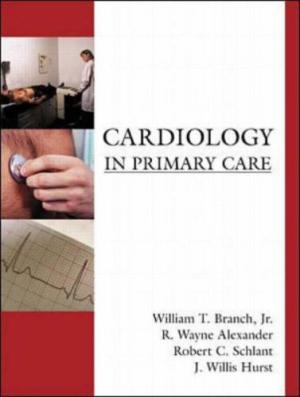 CARDIOLOGY
IN PRIMARY CARE
William T. Branch, Jr.
R. Wayne Alexander
Robert C. Schlant
J. Willis Hurst